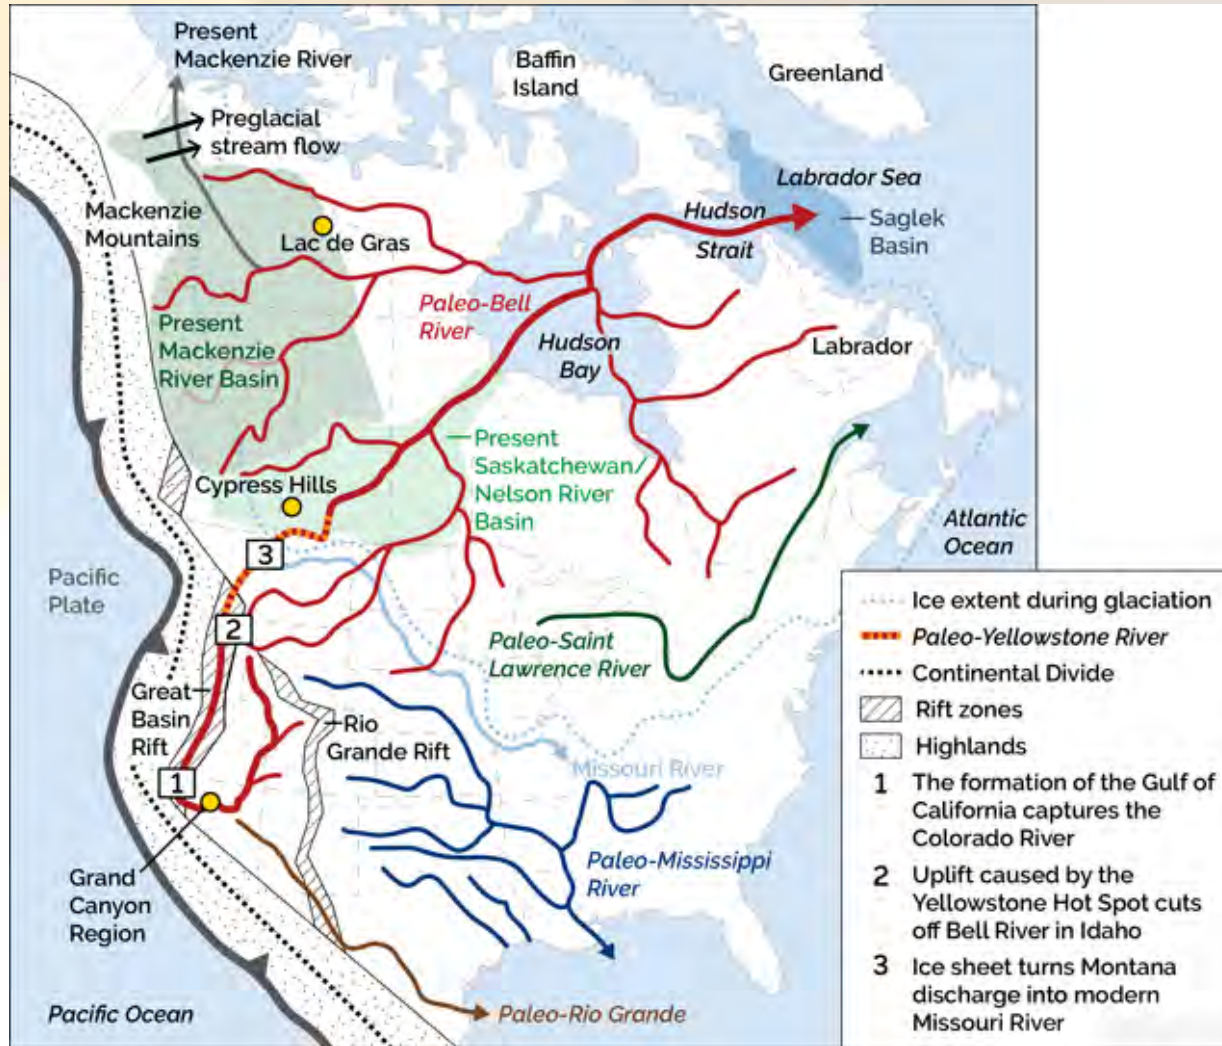 Present
Mackenzie River
Baffin
Island
Greenland
Preglacial
stream flow
Labrador Sea
Mackenzie
Mountains
Hudson
Strait
Saglek
Basin
Lac de Gras
Paleo-Bell
River
Present
Mackenzie
River Basin
Hudson
Bay
Labrador
Present
Saskatchewan/
Nelson River
Basin
Cypress Hills
Atlantic
Ocean
3
Pacific
Plate
2
Paleo-Saint
Lawrence River
Great
Basin
Rift
Rio
Grande Rift
Missouri River
1
Paleo-Mississippi
River
Grand
Canyon
Region
Pacific Ocean
Paleo-Rio Grande
Ice extent during glaciation
Paleo-Yellowstone River
Continental Divide
Rift zones
Highlands
1 The formation of the Gulf of
California captures the
Colorado River
2 Uplift caused by the
Yellowstone Hot Spot cuts
off Bell River in Idaho
3 Ice sheet turns Montana
discharge into modern
Missouri River